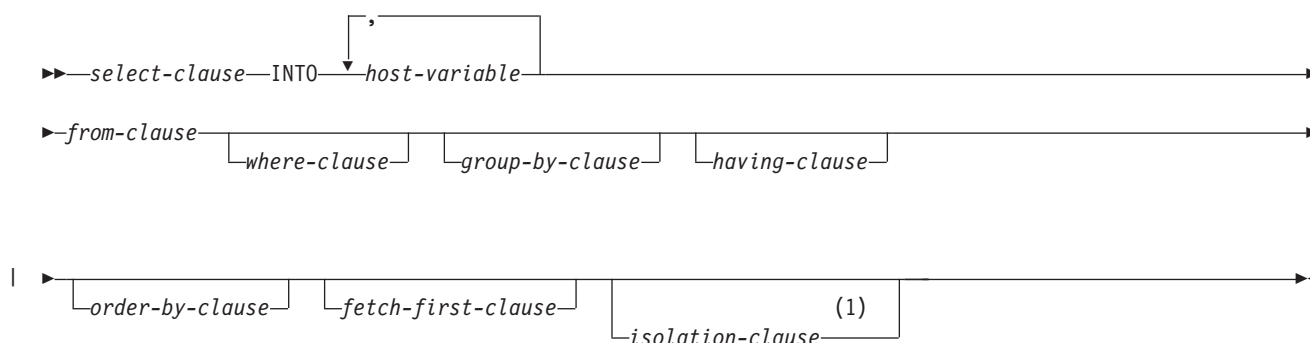 ,
select-clause INTO host-variable
from-clause
where-clause group-by-clause having-clause
|
order-by-clause fetch-first-clause (1)
isolation-clause